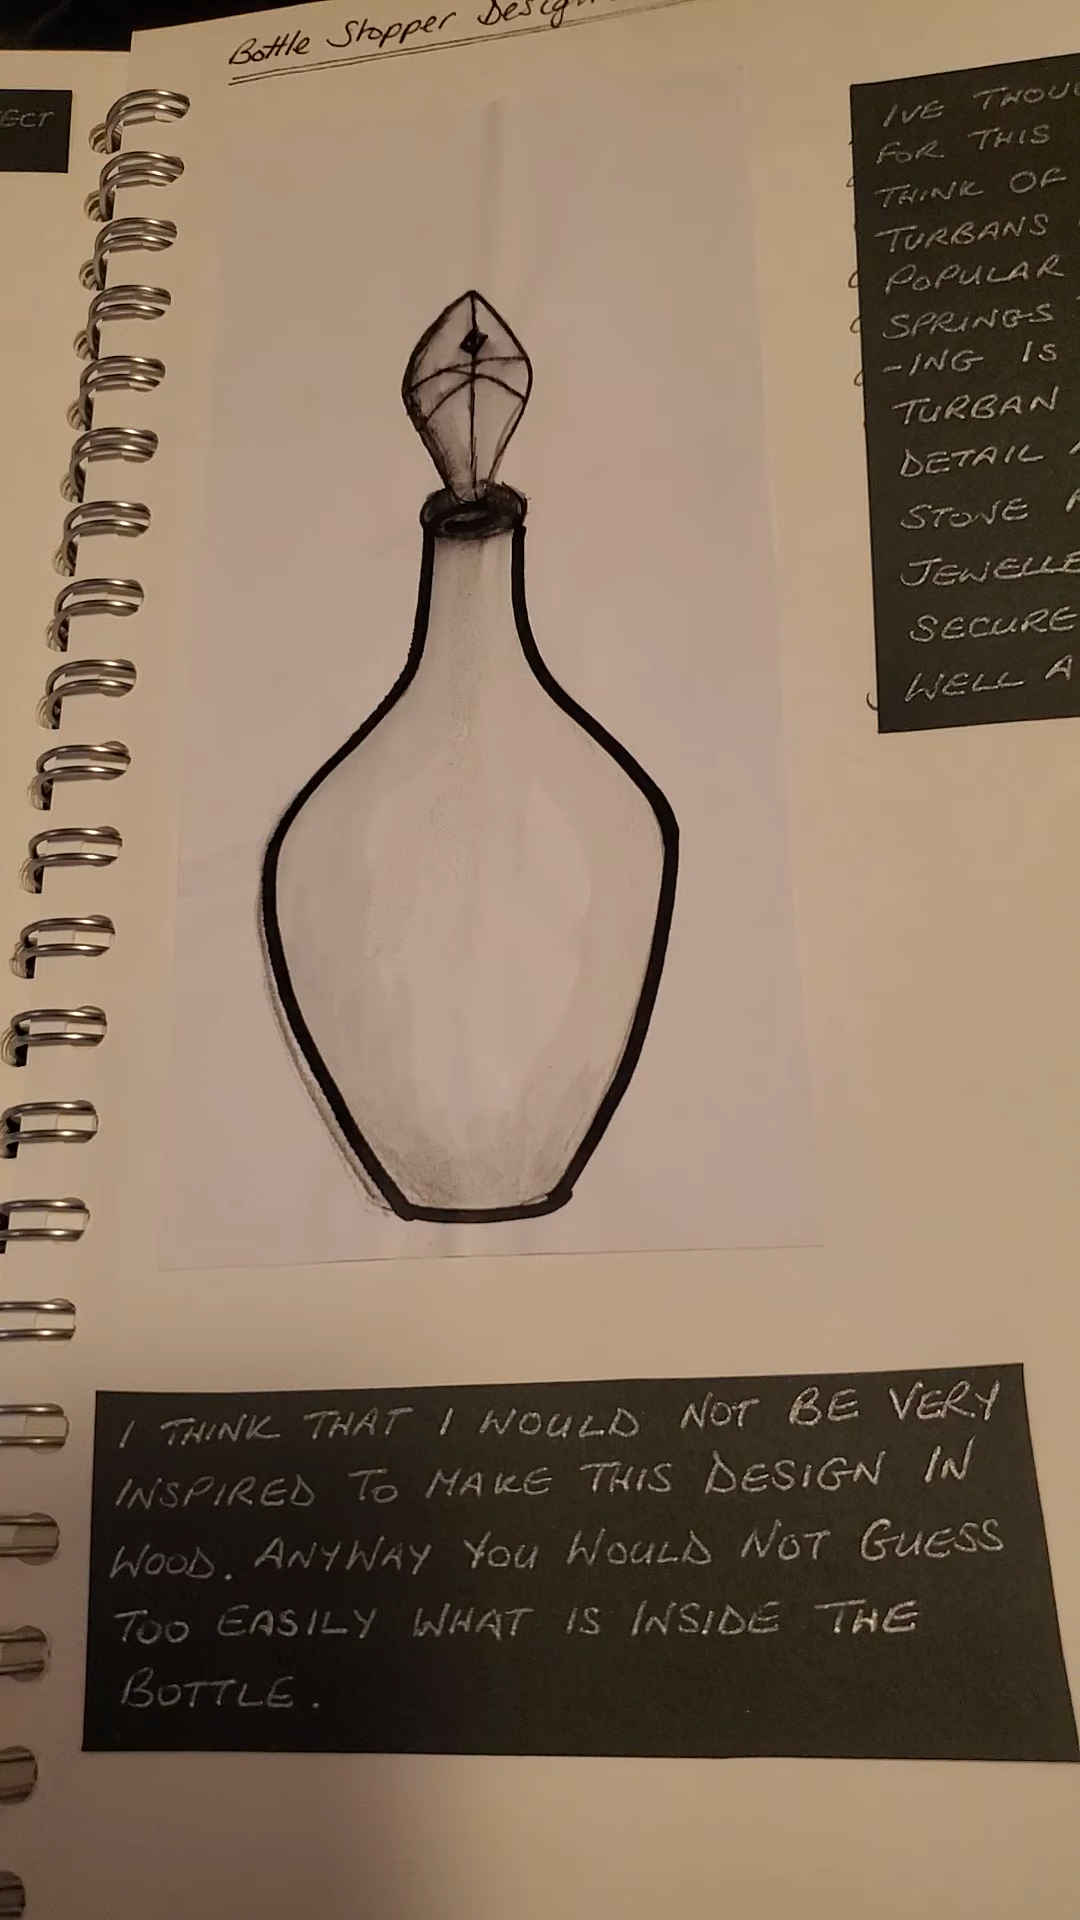 Bottle Stopper Design
ECT
IVE THOU
FOR THIS
THINK OF
TURBANS
POPULAR
SPRINGS
-ING IS
TURBAN
DETAIL
STONE
JEWELLE
SECURE
WELL A
I THINK THAT I WOULD NOT BE VERY
INSPIRED TO MAKE THIS DESIGN IN
WOOD. ANYWAY YOU WOULD NOT GUESS
TOO EASILY WHAT IS INSIDE THE
BOTTLE.